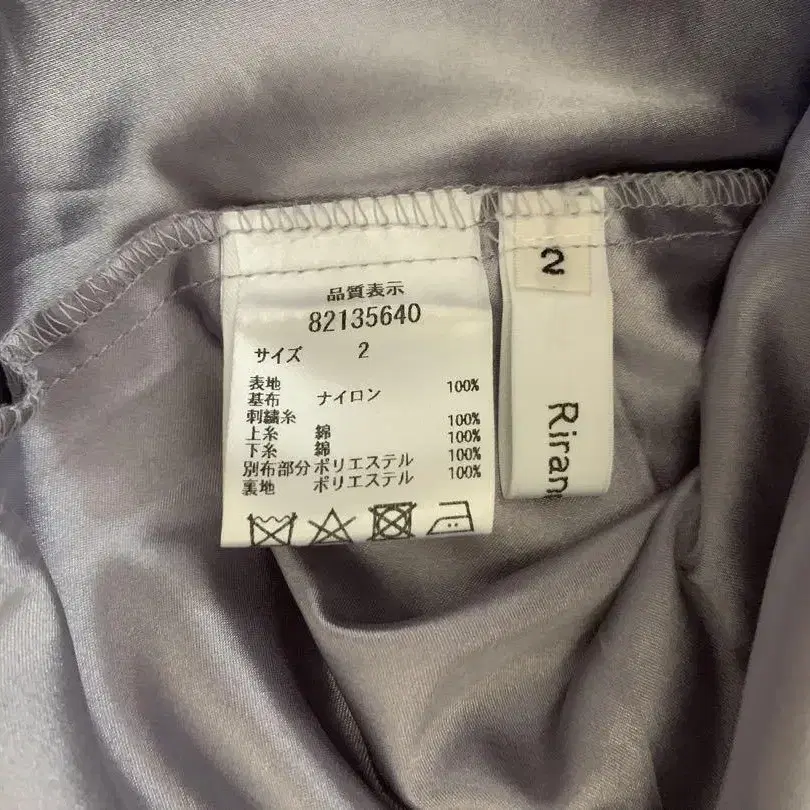 品質表示
82135640
サイズ 2
表地
基布 ナイロン 100%
刺繍糸
上糸 綿 100%
下糸 綿 100%
別布部分 ポリエステル 100%
裏地 ポリエステル 100%
2